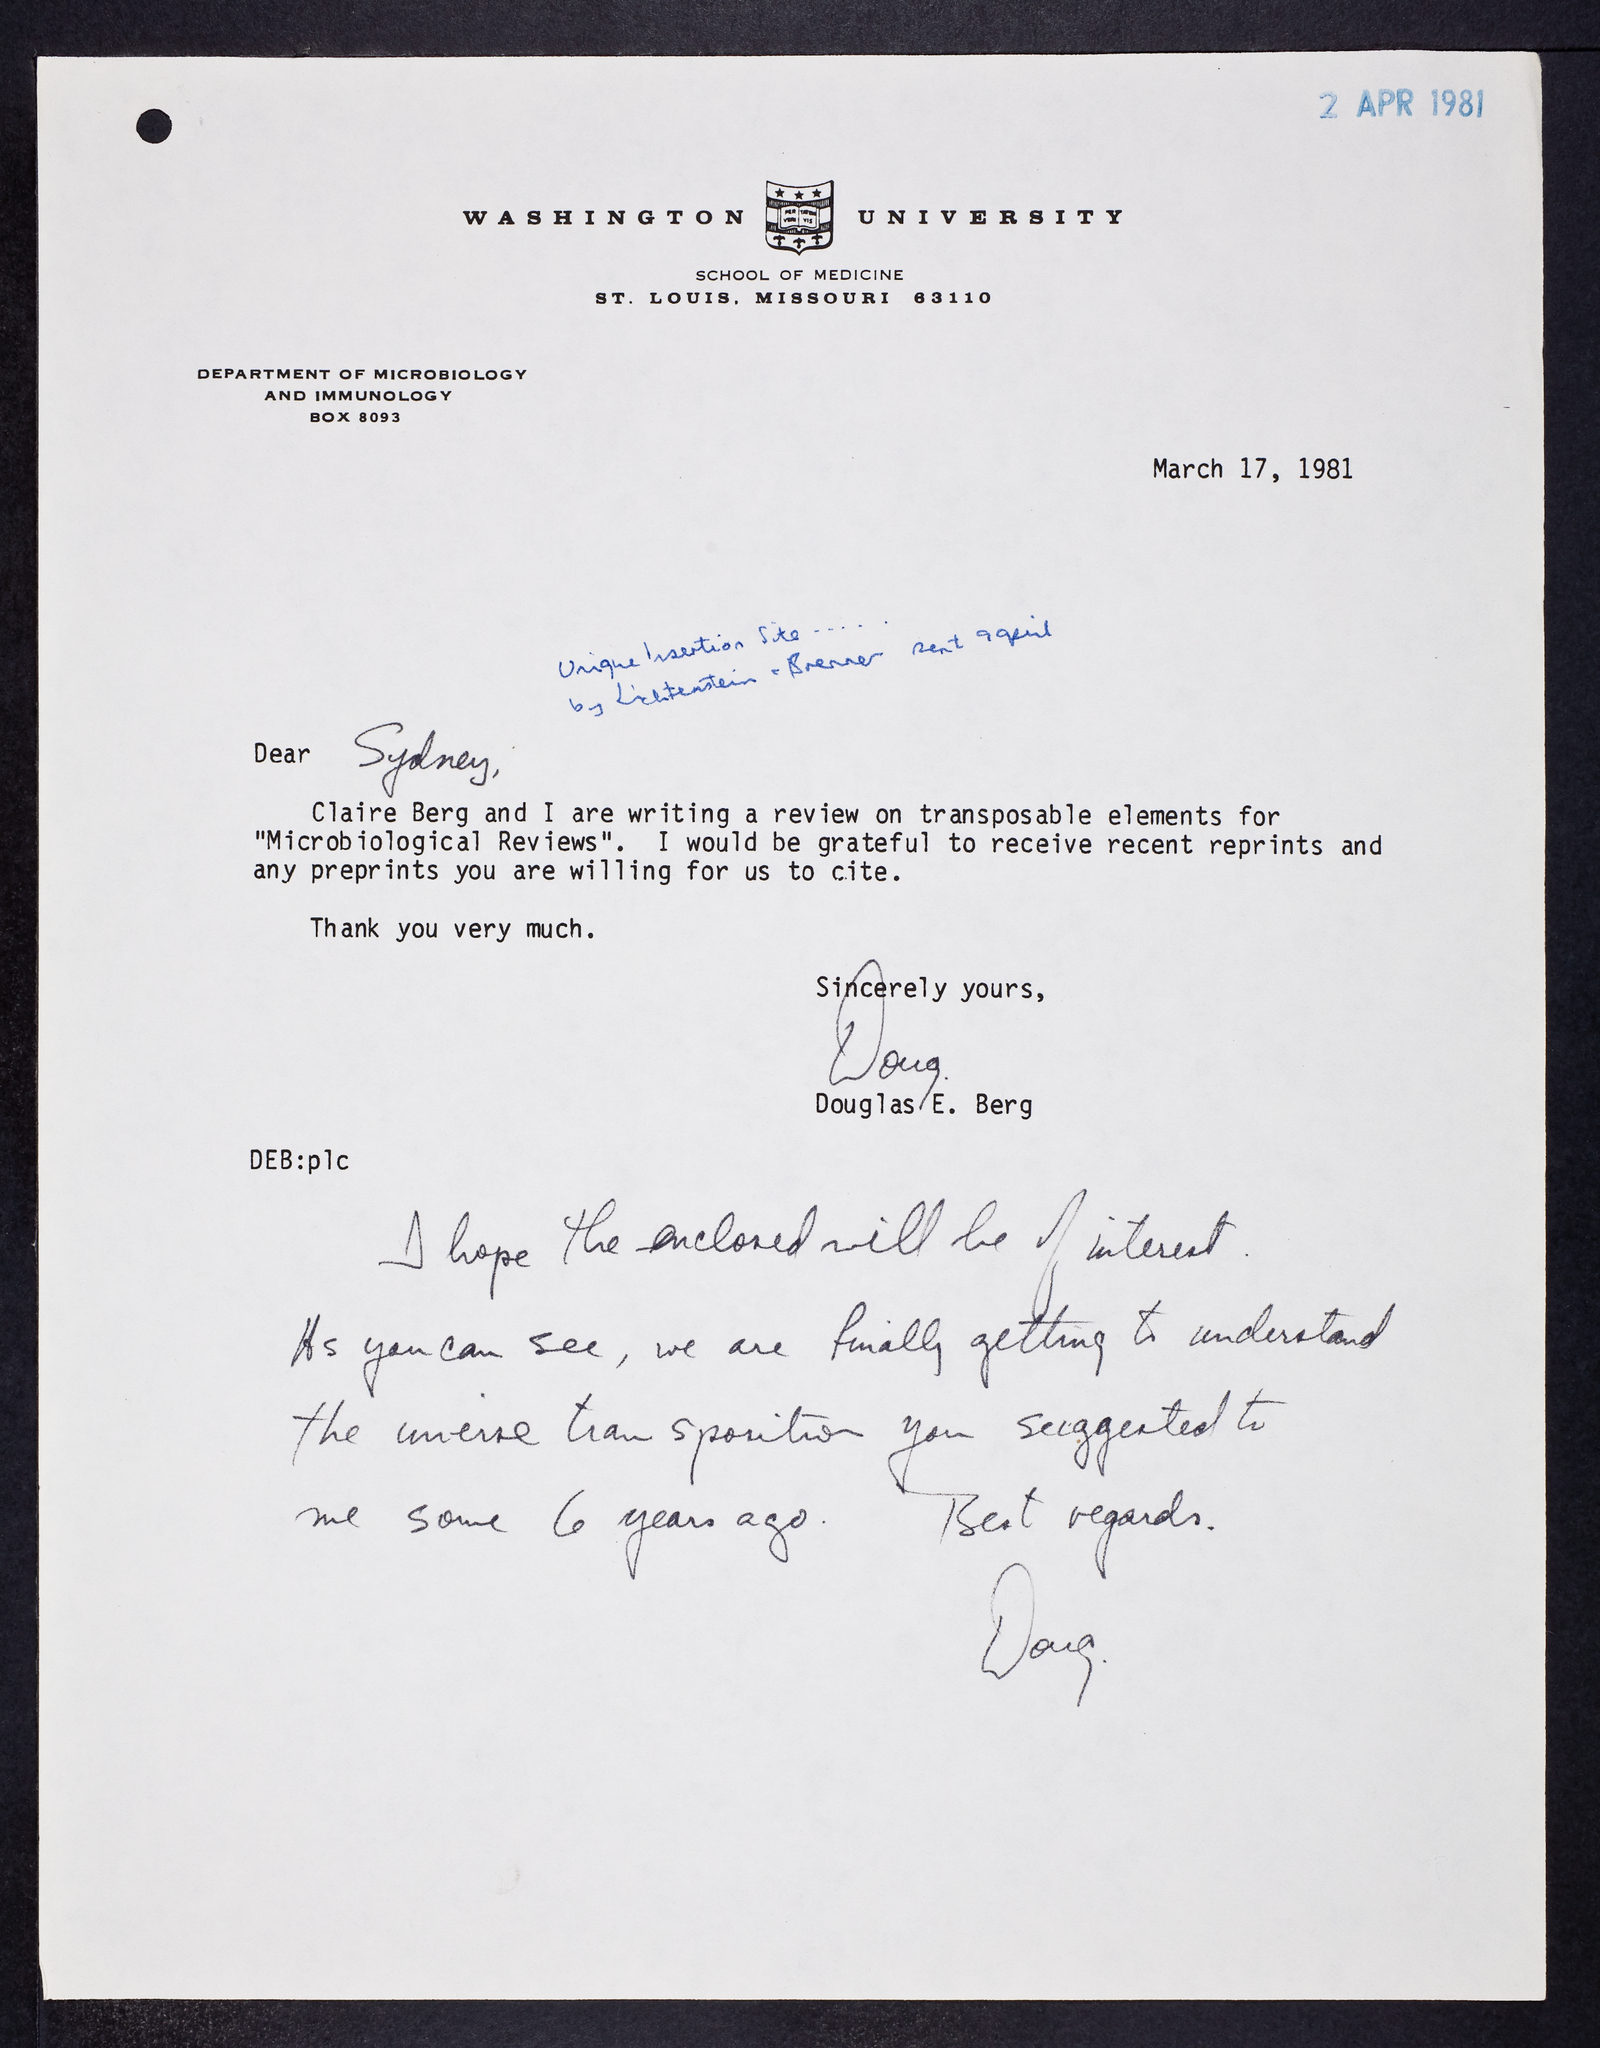 2 APR 1981
WASHINGTON UNIVERSITY
PER VERI TATEM VIS
SCHOOL OF MEDICINE
ST. LOUIS, MISSOURI 63110
DEPARTMENT OF MICROBIOLOGY
AND IMMUNOLOGY
BOX 8093
March 17, 1981
Unique Insertion Site ......
by Lichtenstein + Brenner sent 9 april
Dear Sydney,
Claire Berg and I are writing a review on transposable elements for
"Microbiological Reviews". I would be grateful to receive recent reprints and
any preprints you are willing for us to cite.
Thank you very much.
Sincerely yours,
Doug.
Douglas E. Berg
DEB:plc
I hope the enclosed will be of interest.
As you can see, we are finally getting to understand
the inverse transposition you suggested to
me some 6 years ago. Best regards.
Doug.